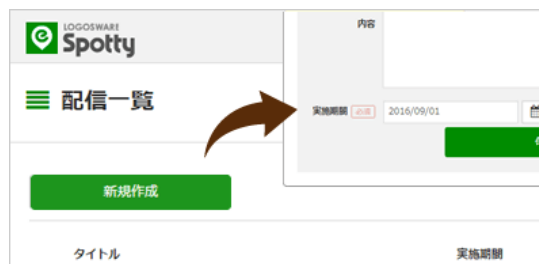 LOGOSWARE
Spotty
配信一覧
新規作成
タイトル
実施期間
内容
実施期間 必須 2016/09/01